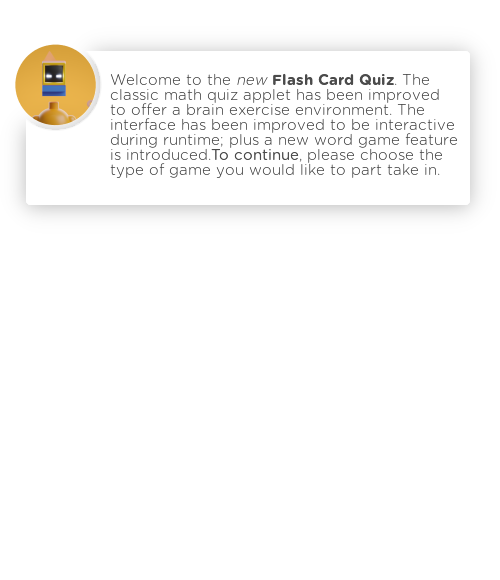 Welcome to the new Flash Card Quiz. The
classic math quiz applet has been improved
to offer a brain exercise environment. The
interface has been improved to be interactive
during runtime; plus a new word game feature
is introduced.To continue, please choose the
type of game you would like to part take in.